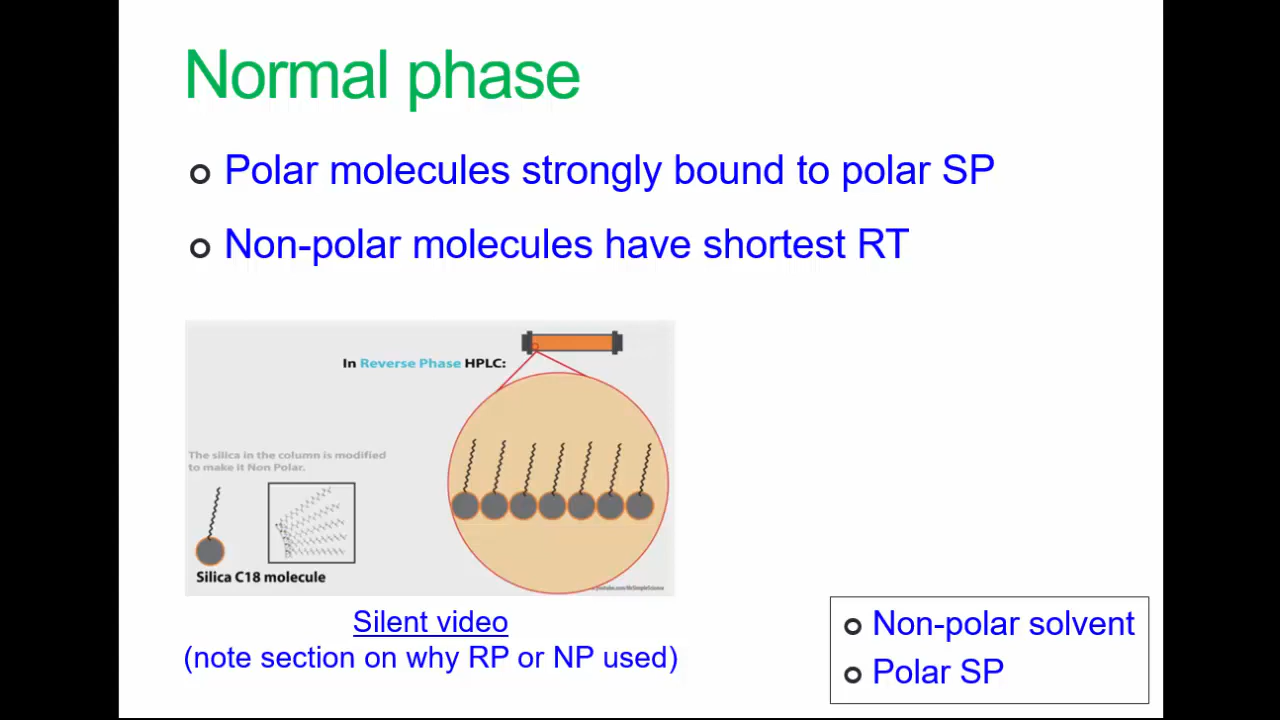 Normal phase
Polar molecules strongly bound to polar SP
Non-polar molecules have shortest RT
In Reverse Phase HPLC:
The silica in the column is modified
to make it Non Polar.
Silica C18 molecule
Silent video
(note section on why RP or NP used)
Non-polar solvent
Polar SP